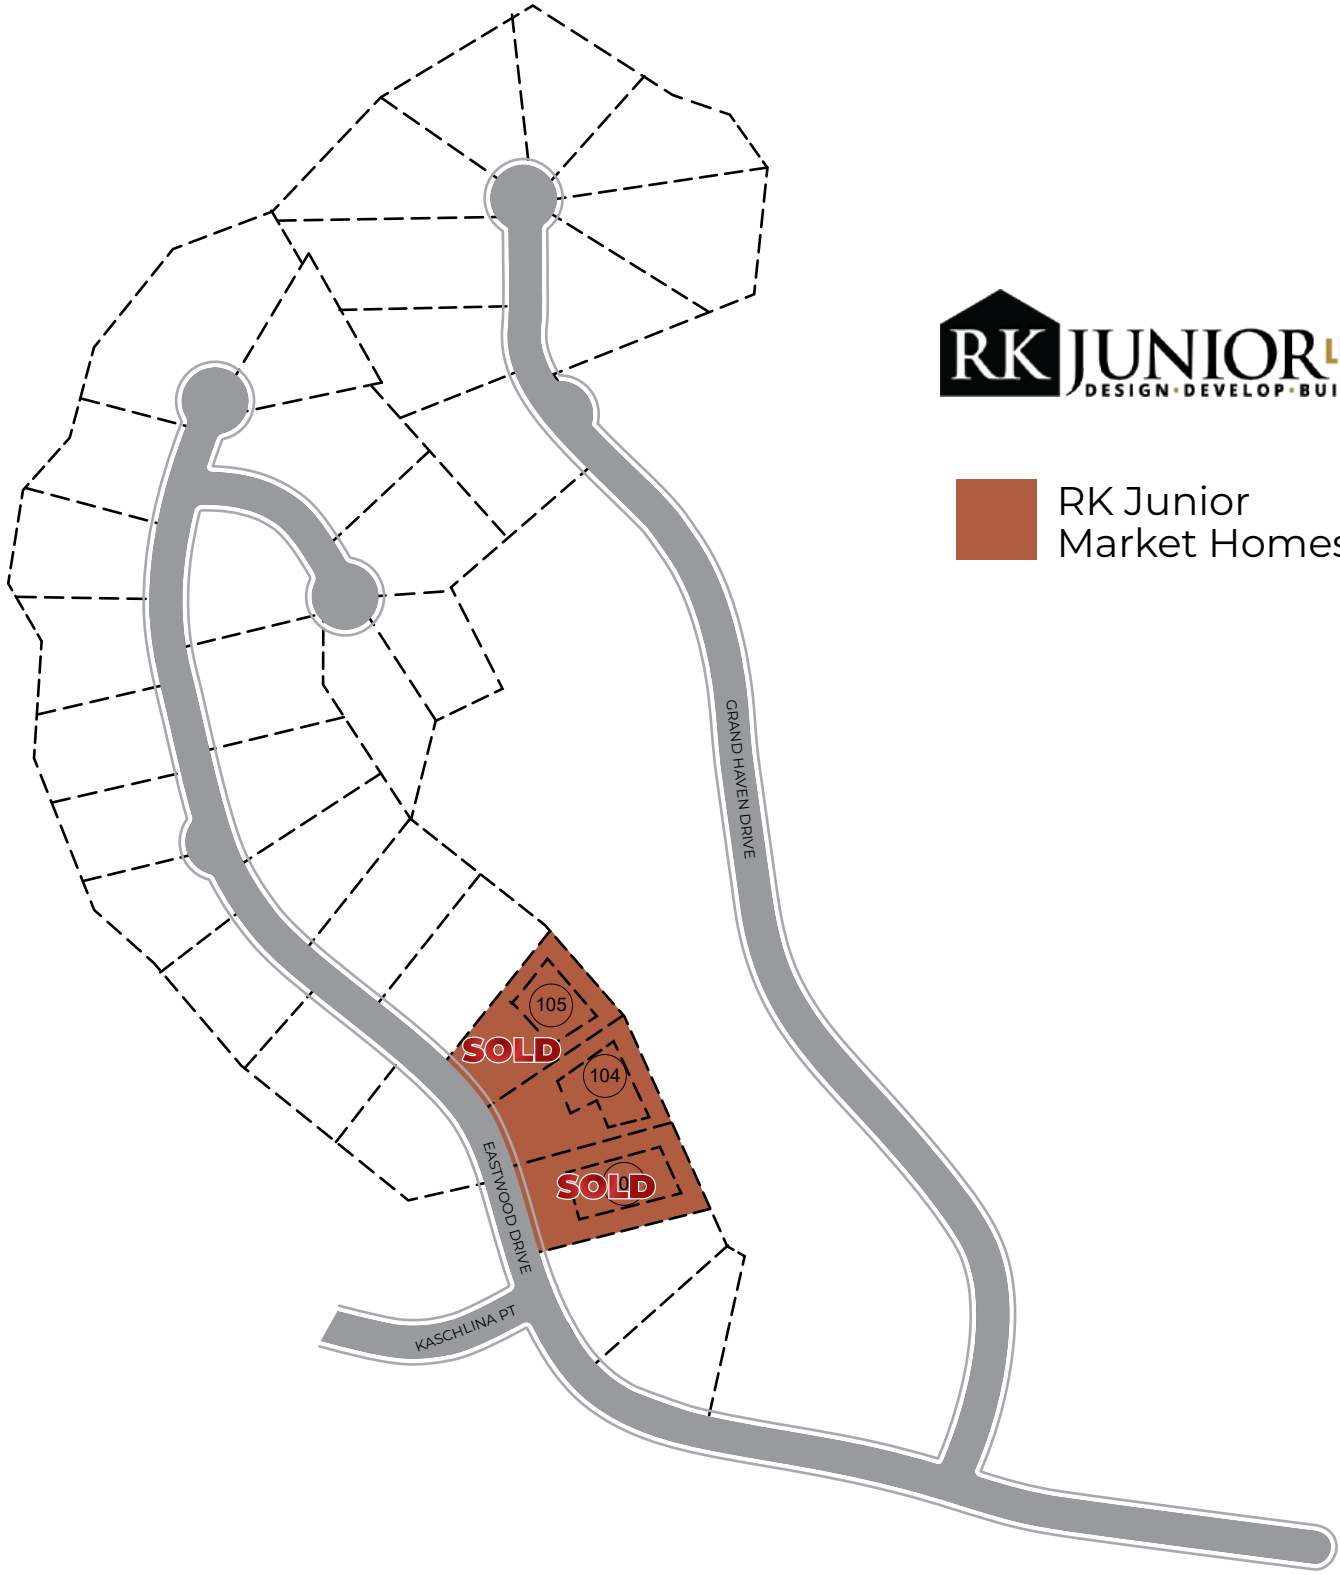 RK JUNIOR
DESIGN·DEVELOP·BUI
RK Junior
Market Homes
GRAND HAVEN DRIVE
105
SOLD
104
SOLD
EASTWOOD DRIVE
KASCHLINA PT